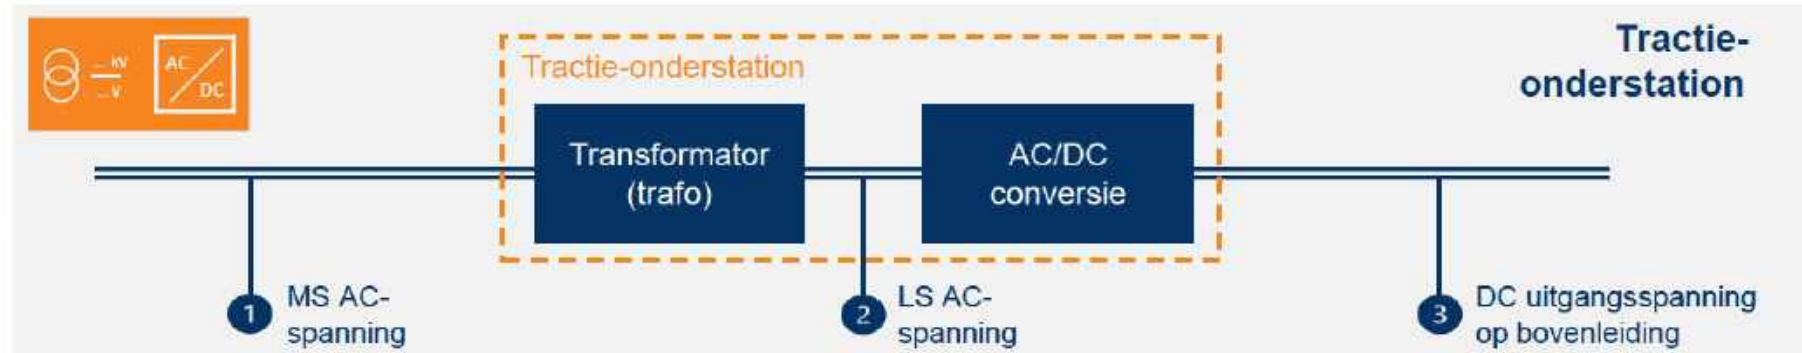 ... kV
... V
AC
DC
Tractie-onderstation
Transformator
(trafo)
AC/DC
conversie
Tractie-
onderstation
1
MS AC-
spanning
2
LS AC-
spanning
3
DC uitgangsspanning
op bovenleiding